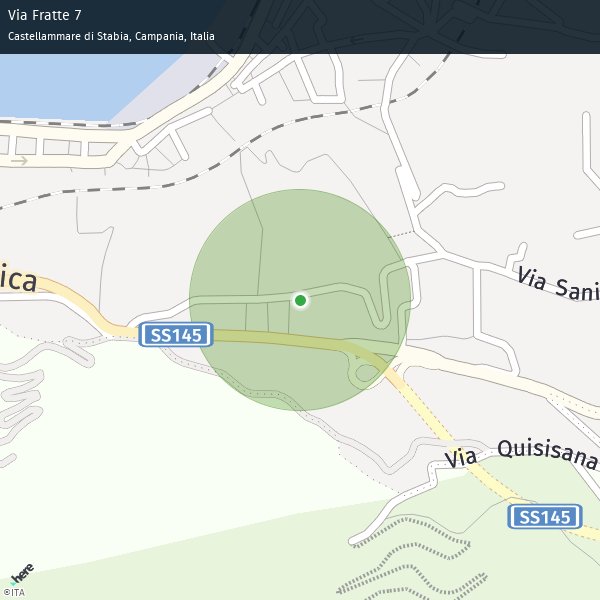 Via Fratte 7
Castellammare di Stabia, Campania, Italia
ica
Via Sani
SS145
Via Quisisana
SS145
here
©ITA